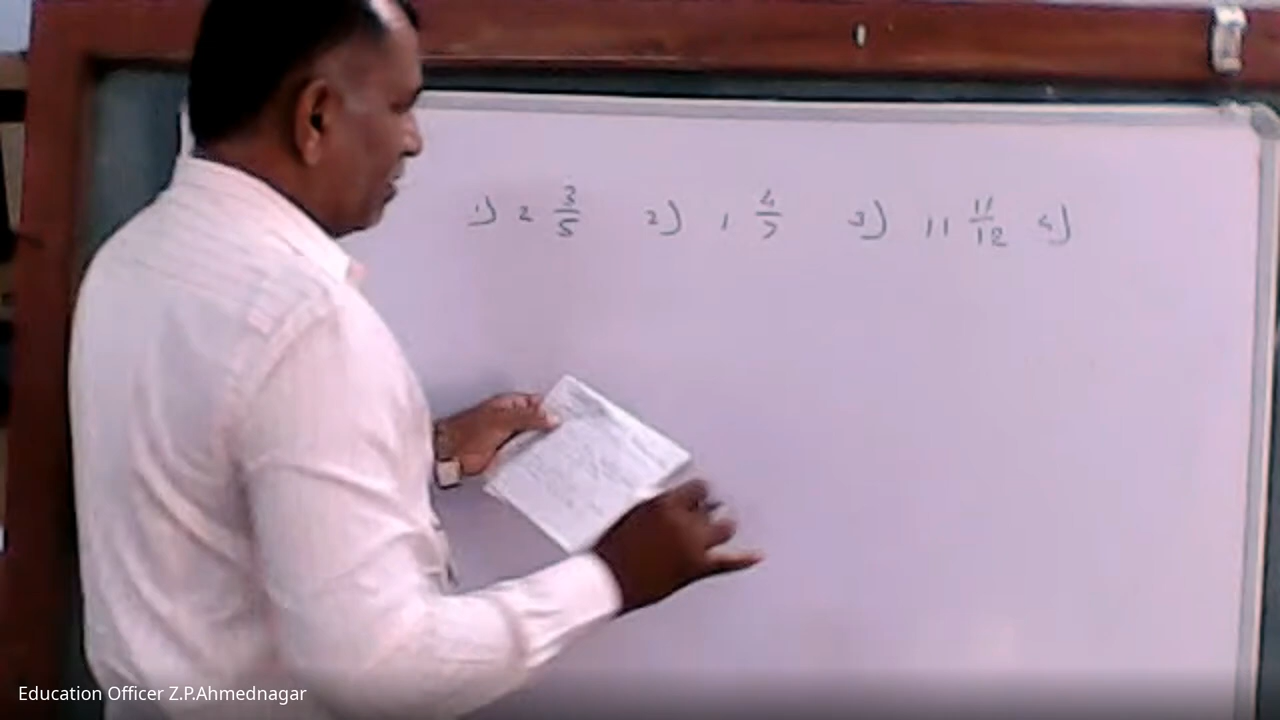 1) 2 3/5 2) 1 4/7 3) 11 11/12 4)
Education Officer Z.P.Ahmednagar